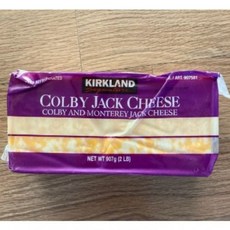 KIRKLAND
COLBY JACK CHEESE
COLBY AND MONTEREY JACK CHEESE
NET WT 907g (2 LB)